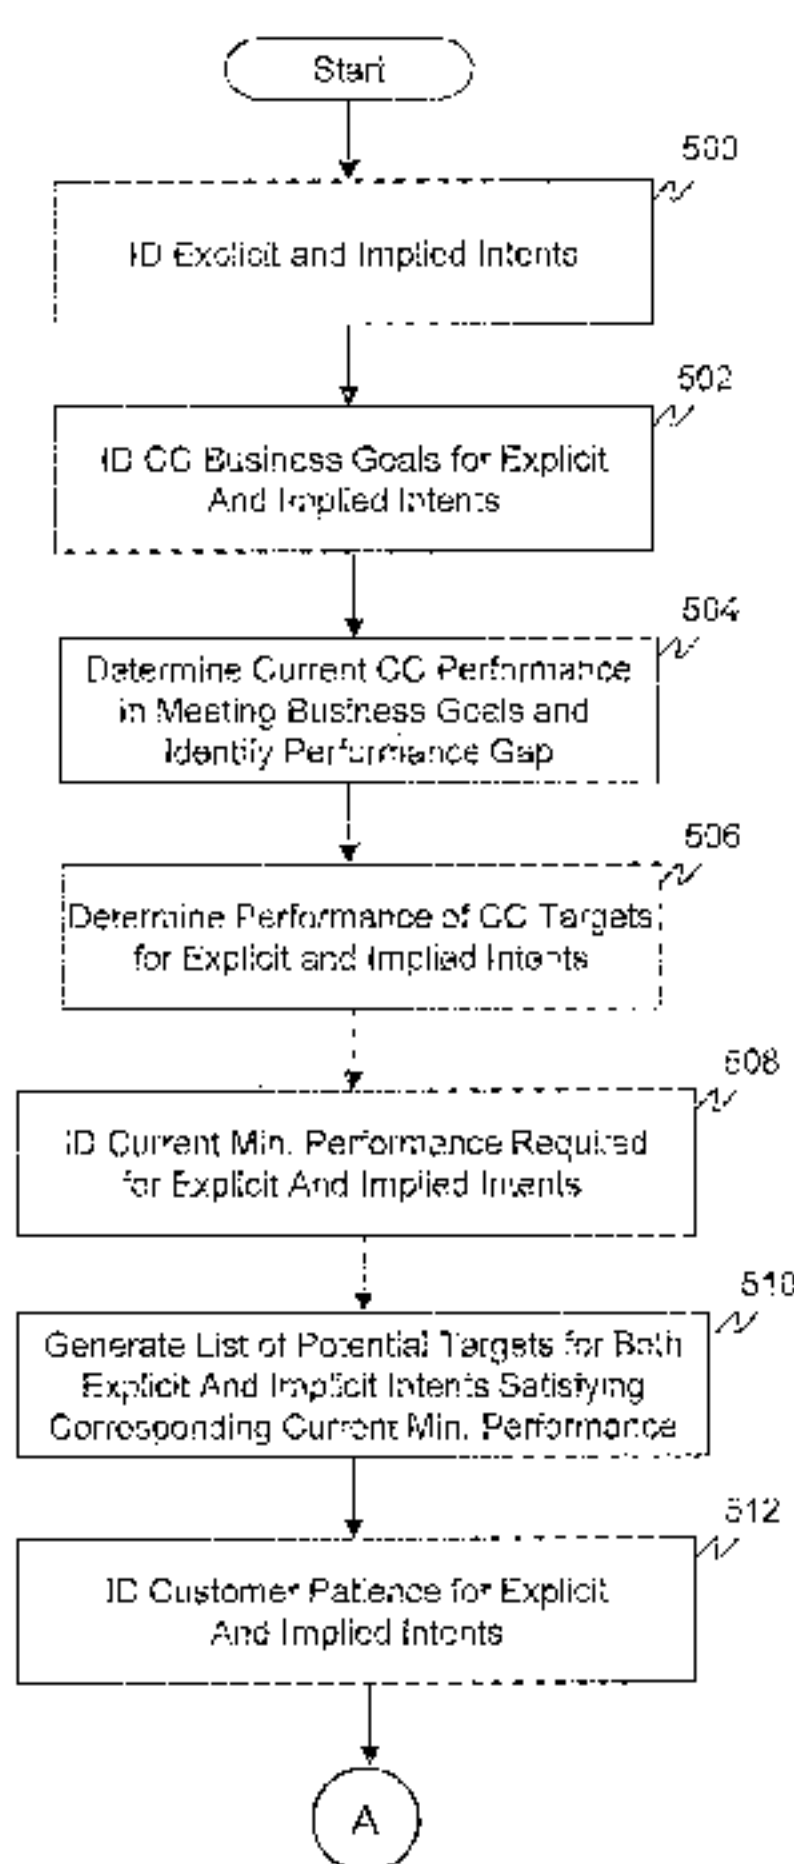 Start
500
ID Explicit and Implied Intents
502
ID CC Business Goals for Explicit
And Implied Intents
504
Determine Current CC Performance
in Meeting Business Goals and
Identify Performance Gap
506
Determine Performance of CC Targets
for Explicit and Implied Intents
508
ID Current Min. Performance Required
for Explicit And Implied Intents
510
Generate List of Potential Targets for Both
Explicit And Implicit Intents Satisfying
Corresponding Current Min. Performance
512
ID Customer Patience for Explicit
And Implied Intents
A